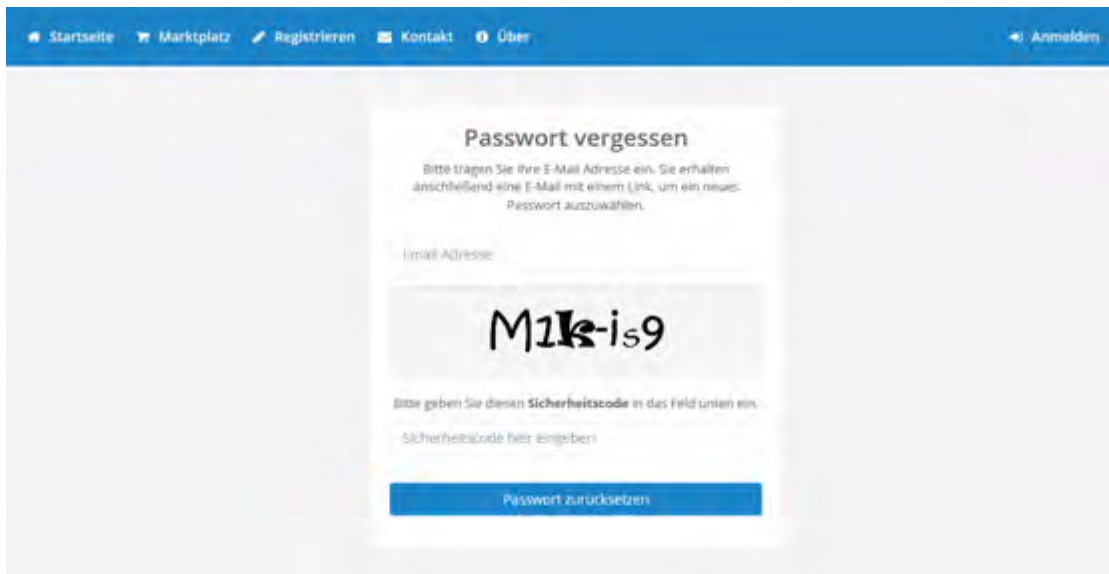 Startseite Marktplatz Registrieren Kontakt Über Anmelden
Passwort vergessen
Bitte tragen Sie Ihre E-Mail Adresse ein. Sie erhalten
anschließend eine E-Mail mit einem Link, um ein neues
Passwort auszuwählen.
Email Adresse
M1k-is9
Bitte geben Sie diesen Sicherheitscode in das Feld unten ein.
Sicherheitscode hier eingeben
Passwort zurücksetzen